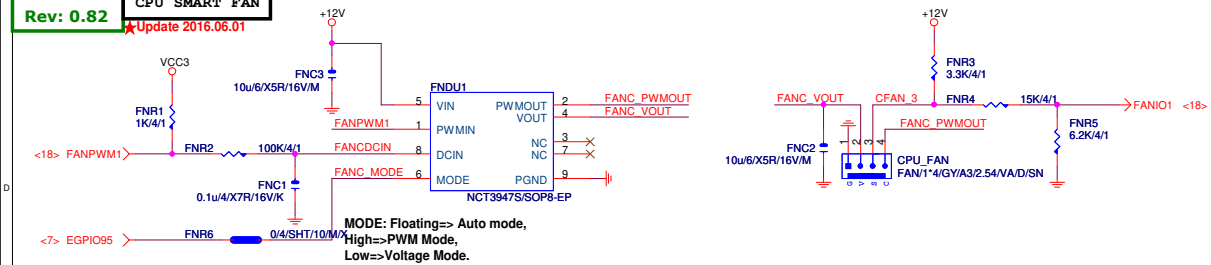 CPU SMART FAN
Rev: 0.82
★Update 2016.06.01
+12V
VCC3
FNC3
10u/6/X5R/16V/M
FNR1
1K/4/1
FNDU1
5 VIN
PWMOUT 2 FANC_PWMOUT
VOUT 4 FANC_VOUT
FANPWM1 1 PWMIN
NC 3
NC 7
<18> FANPWM1
FNR2 100K/4/1
FANCDCIN 8 DCIN
FANC_MODE 6 MODE
PGND 9
NCT3947S/SOP8-EP
FNC1
0.1u/4/X7R/16V/K
<7> EGPIO95
FNR6 0/4/SHT/10/M/X
MODE: Floating=> Auto mode,
High=>PWM Mode,
Low=>Voltage Mode.
+12V
FNR3
3.3K/4/1
FANC_VOUT
CFAN_3
FNR4 15K/4/1
FANIO1 <18>
FANC_PWMOUT
FNR5
6.2K/4/1
FNC2
10u/6/X5R/16V/M
1 2 3 4
G V S C
CPU_FAN
FAN/1*4/GY/A3/2.54/VA/D/SN
D